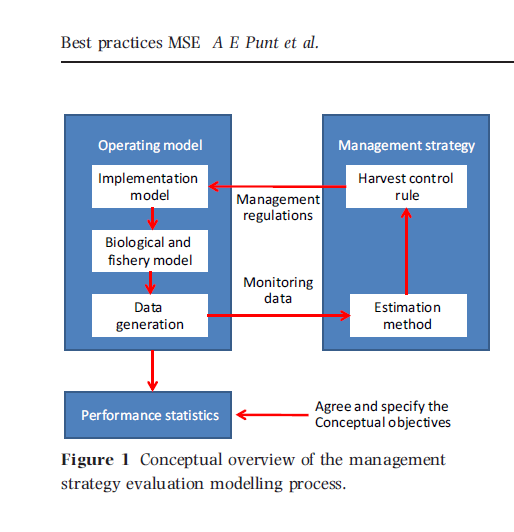 Best practices MSE A E Punt et al.
Operating model
Implementation
model
Biological and
fishery model
Data
generation
Management
regulations
Monitoring
data
Management strategy
Harvest control
rule
Estimation
method
Performance statistics
Agree and specify the
Conceptual objectives
Figure 1 Conceptual overview of the management
strategy evaluation modelling process.